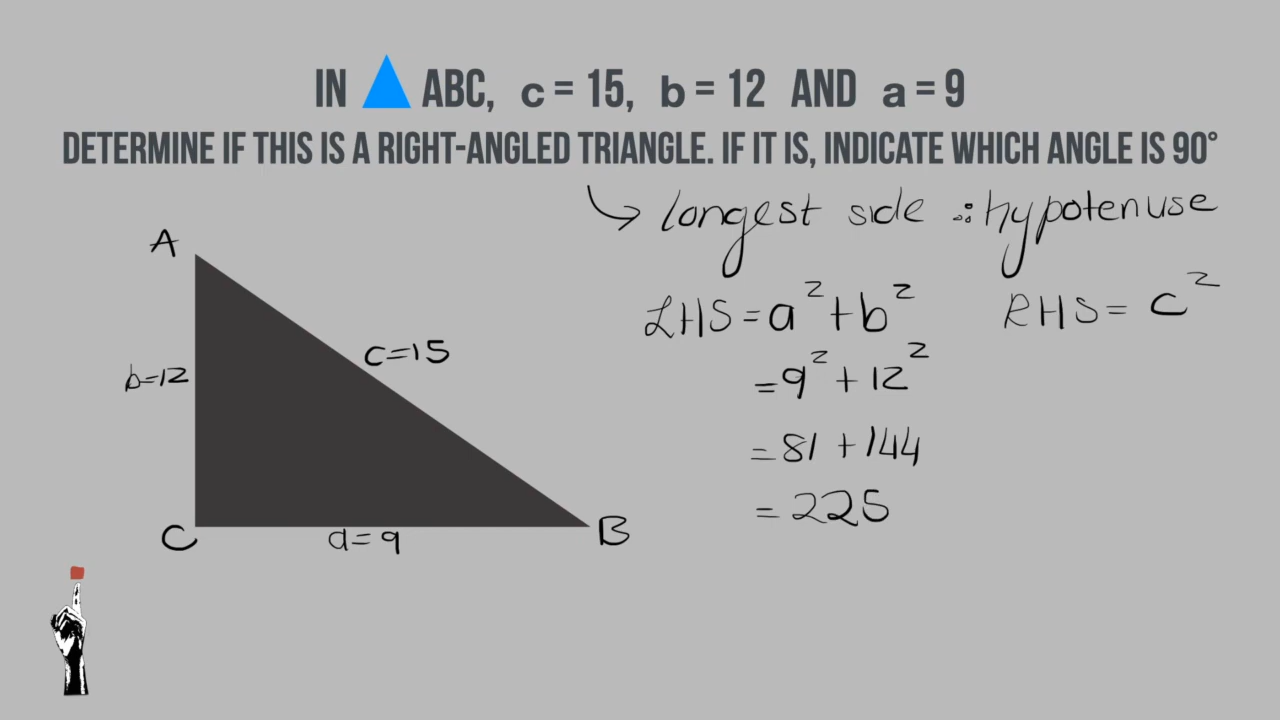 IN ABC, c = 15, b = 12 AND a = 9
DETERMINE IF THIS IS A RIGHT-ANGLED TRIANGLE. IF IT IS, INDICATE WHICH ANGLE IS 90°
↳ longest side ∴ hypotenuse
A
c=15
b=12
C
a=9
B
LHS = a² + b²
= 9² + 12²
= 81 + 144
= 225
RHS = c²